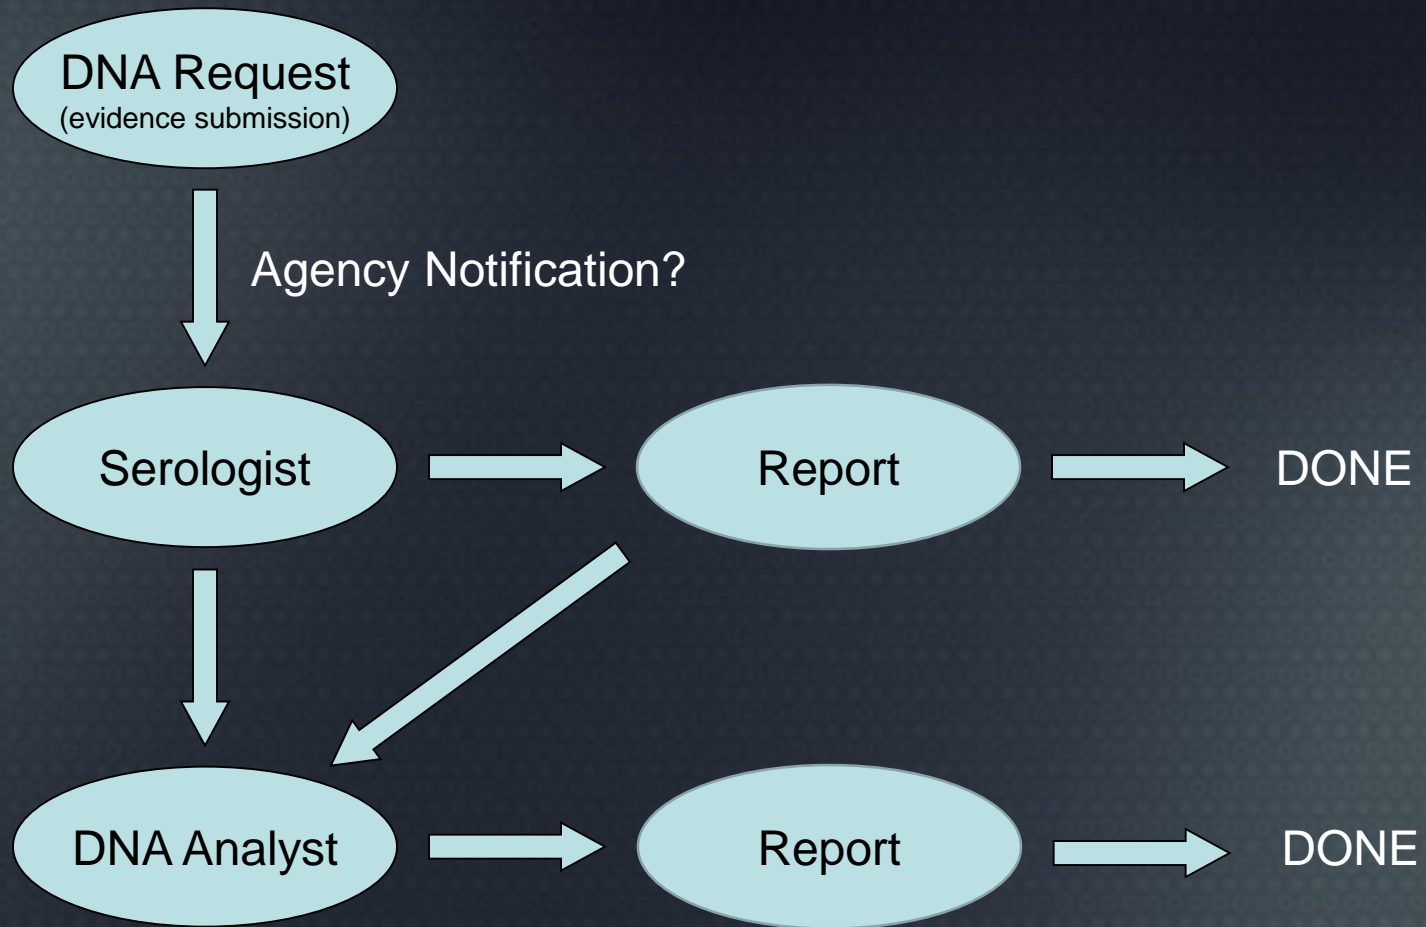 DNA Request
(evidence submission)
Agency Notification?
Serologist
Report
DONE
DNA Analyst
Report
DONE